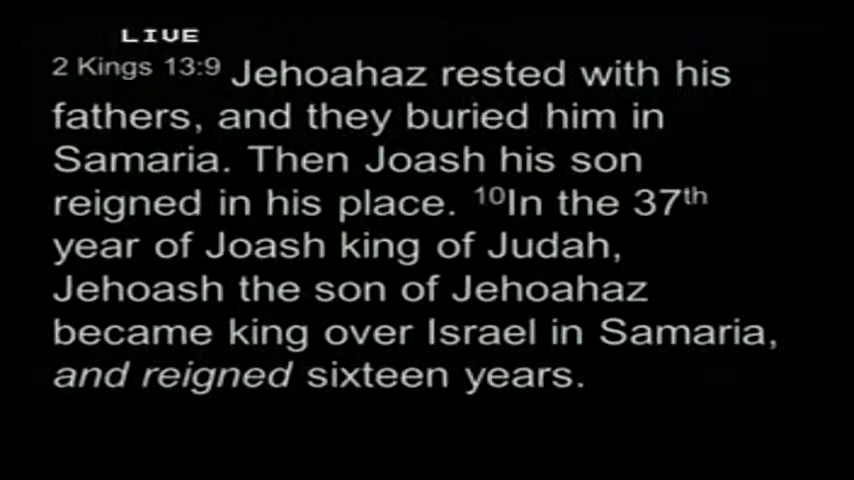 LIVE
2 Kings 13:9 Jehoahaz rested with his
fathers, and they buried him in
Samaria. Then Joash his son
reigned in his place. 10In the 37th
year of Joash king of Judah,
Jehoash the son of Jehoahaz
became king over Israel in Samaria,
and reigned sixteen years.